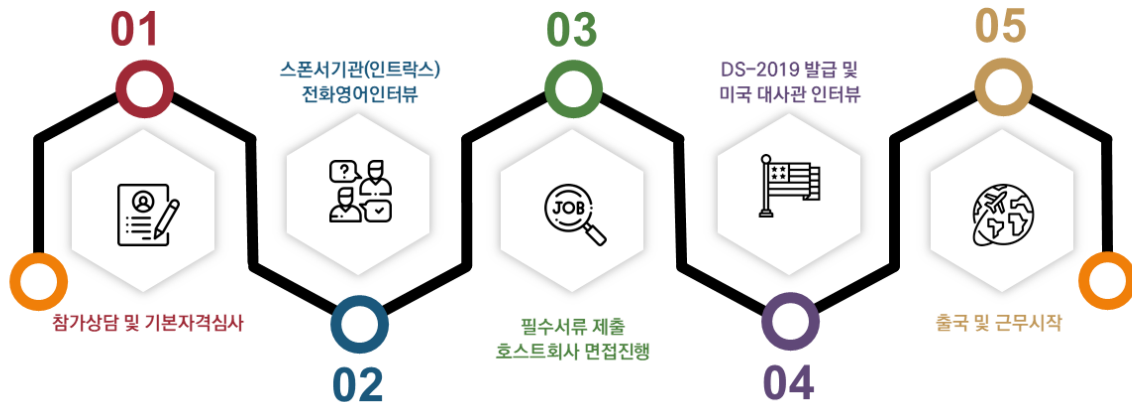 01
참가상담 및 기본자격심사
스폰서기관(인트락스)
전화영어인터뷰
02
03
JOB
필수서류 제출
호스트회사 면접진행
DS-2019 발급 및
미국 대사관 인터뷰
04
05
출국 및 근무시작
?